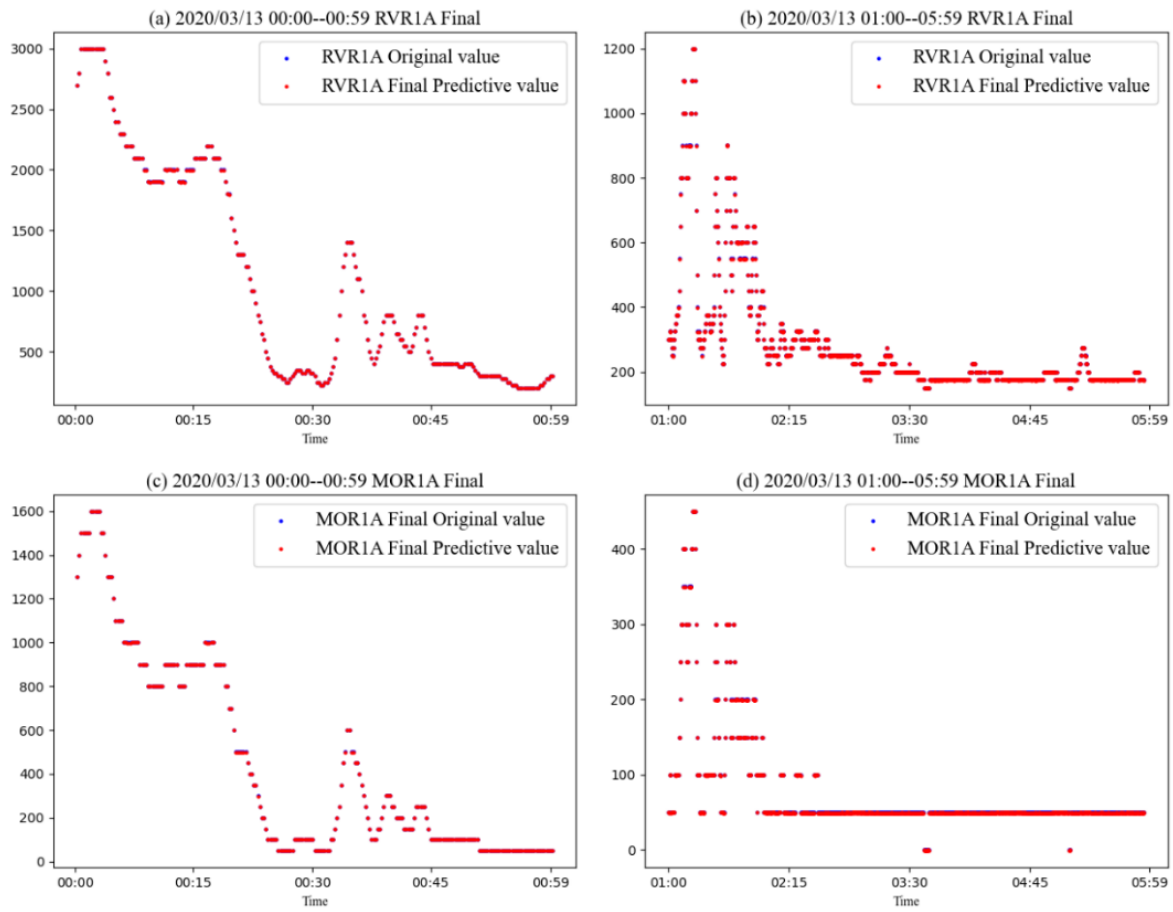 (a) 2020/03/13 00:00--00:59 RVR1A Final
3000
2500
2000
1500
1000
500
RVR1A Original value
RVR1A Final Predictive value
00:00 00:15 00:30 00:45 00:59
Time
(b) 2020/03/13 01:00--05:59 RVR1A Final
1200
1000
800
600
400
200
RVR1A Original value
RVR1A Final Predictive value
01:00 02:15 03:30 04:45 05:59
Time
(c) 2020/03/13 00:00--00:59 MOR1A Final
1600
1400
1200
1000
800
600
400
200
0
MOR1A Final Original value
MOR1A Final Predictive value
00:00 00:15 00:30 00:45 00:59
Time
(d) 2020/03/13 01:00--05:59 MOR1A Final
400
300
200
100
0
MOR1A Final Original value
MOR1A Final Predictive value
01:00 02:15 03:30 04:45 05:59
Time